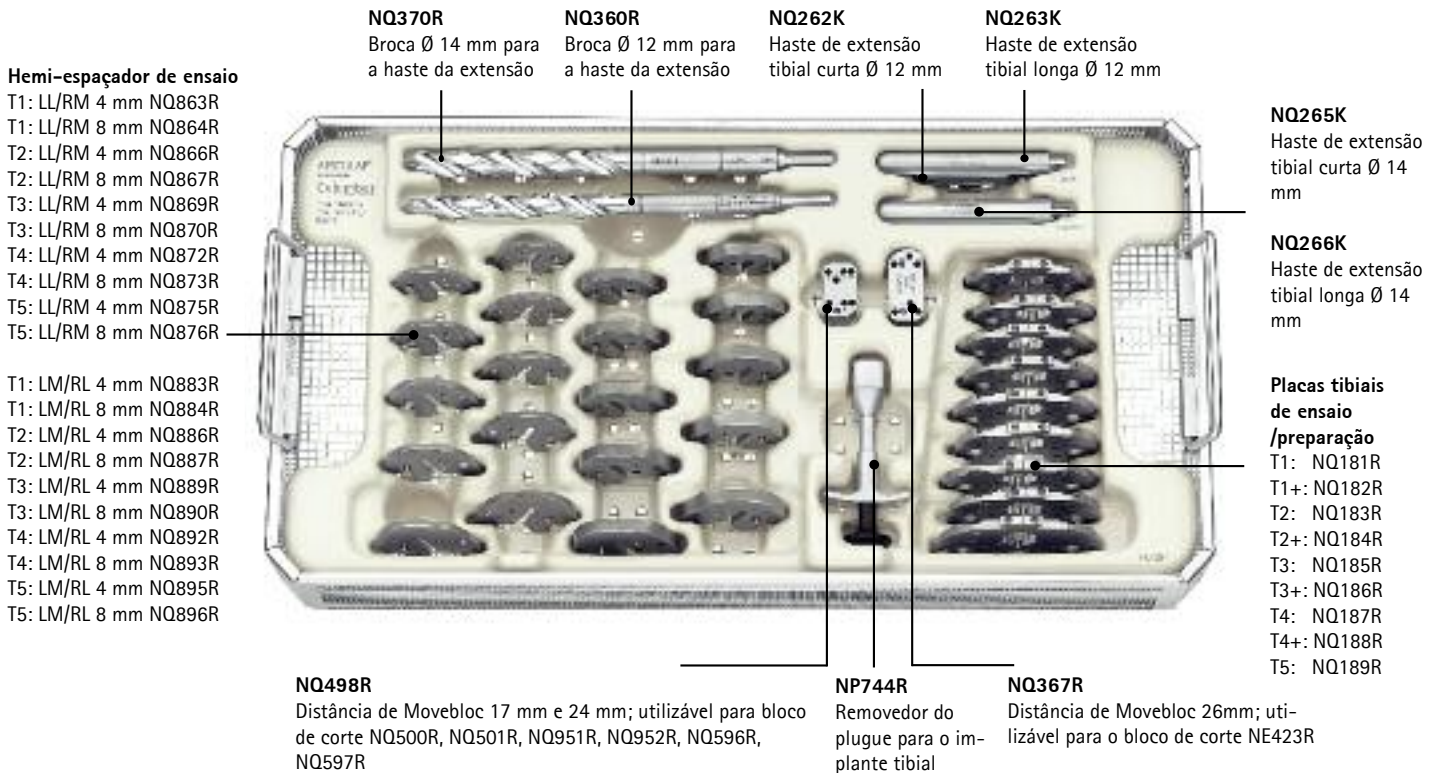 NQ370R
Broca Ø 14 mm para
a haste da extensão
NQ360R
Broca Ø 12 mm para
a haste da extensão
NQ262K
Haste de extensão
tibial curta Ø 12 mm
NQ263K
Haste de extensão
tibial longa Ø 12 mm
Hemi-espaçador de ensaio
T1: LL/RM 4 mm NQ863R
T1: LL/RM 8 mm NQ864R
T2: LL/RM 4 mm NQ866R
T2: LL/RM 8 mm NQ867R
T3: LL/RM 4 mm NQ869R
T3: LL/RM 8 mm NQ870R
T4: LL/RM 4 mm NQ872R
T4: LL/RM 8 mm NQ873R
T5: LL/RM 4 mm NQ875R
T5: LL/RM 8 mm NQ876R
T1: LM/RL 4 mm NQ883R
T1: LM/RL 8 mm NQ884R
T2: LM/RL 4 mm NQ886R
T2: LM/RL 8 mm NQ887R
T3: LM/RL 4 mm NQ889R
T3: LM/RL 8 mm NQ890R
T4: LM/RL 4 mm NQ892R
T4: LM/RL 8 mm NQ893R
T5: LM/RL 4 mm NQ895R
T5: LM/RL 8 mm NQ896R
NQ265K
Haste de extensão
tibial curta Ø 14
mm
NQ266K
Haste de extensão
tibial longa Ø 14
mm
Placas tibiais
de ensaio
/preparação
T1: NQ181R
T1+: NQ182R
T2: NQ183R
T2+: NQ184R
T3: NQ185R
T3+: NQ186R
T4: NQ187R
T4+: NQ188R
T5: NQ189R
NQ498R
Distância de Movebloc 17 mm e 24 mm; utilizável para bloco
de corte NQ500R, NQ501R, NQ951R, NQ952R, NQ596R,
NQ597R
NP744R
Removedor do
plugue para o im-
plante tibial
NQ367R
Distância de Movebloc 26mm; uti-
lizável para o bloco de corte NE423R